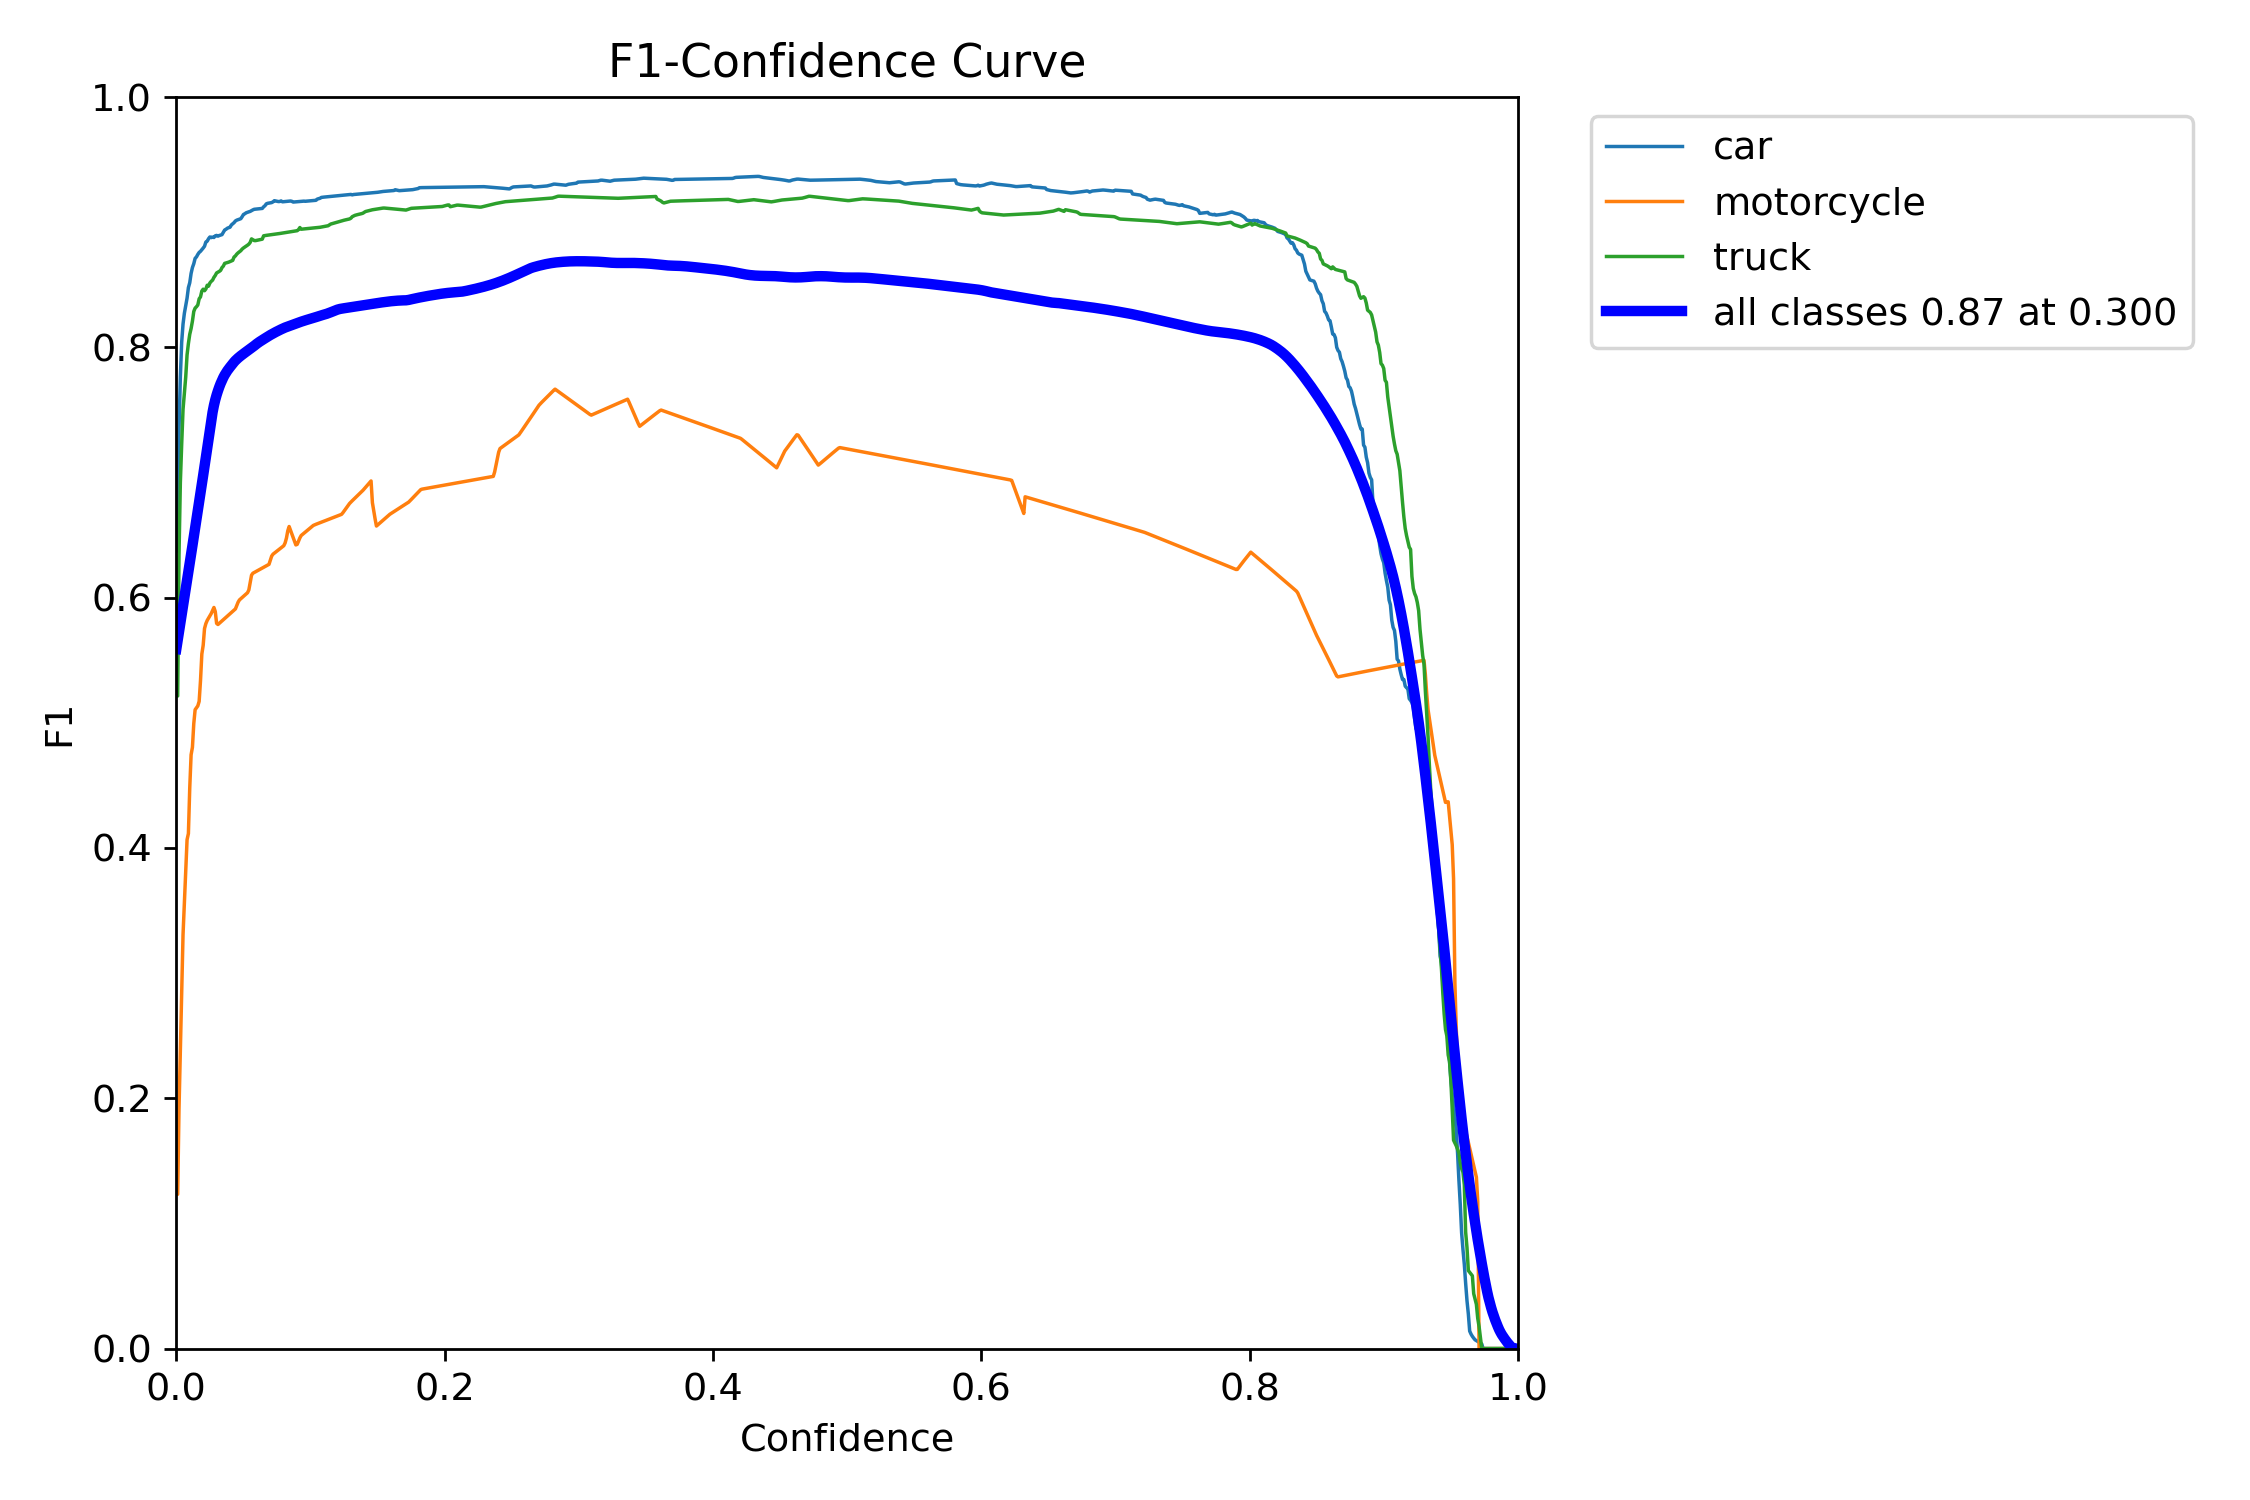 F1-Confidence Curve
1.0
0.8
0.6
0.4
0.2
0.0
F1
0.0 0.2 0.4 0.6 0.8 1.0
Confidence
car
motorcycle
truck
all classes 0.87 at 0.300